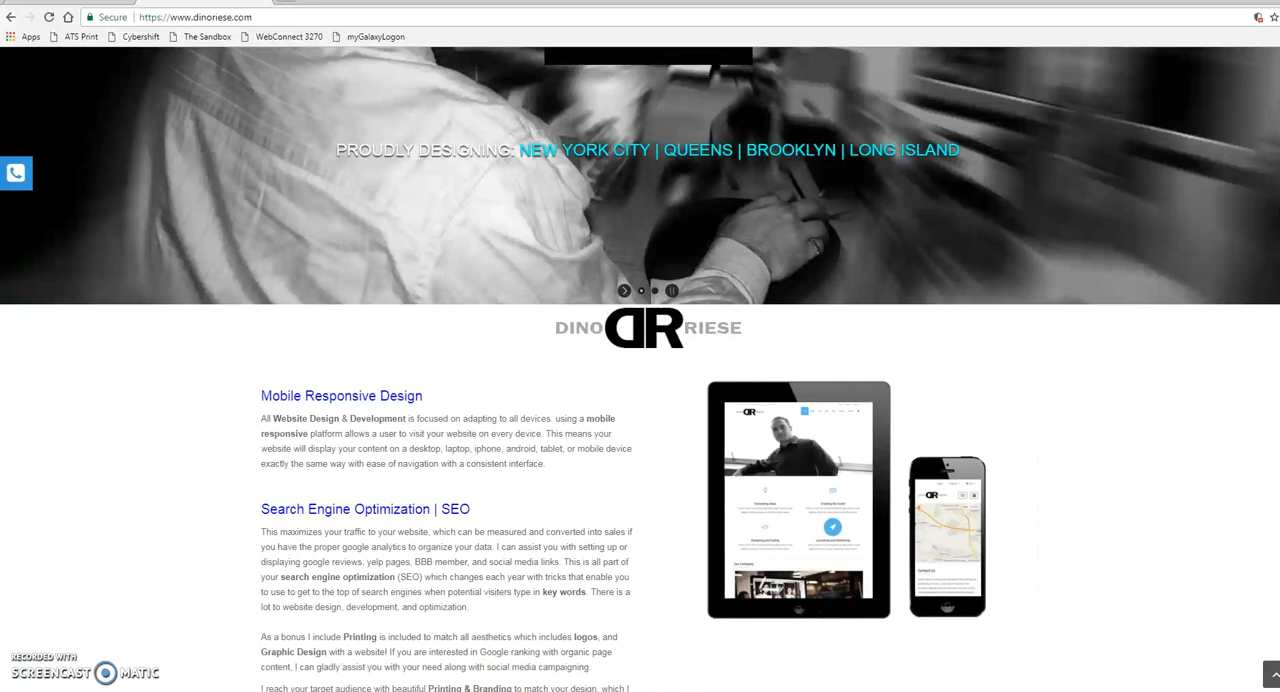 Secure | https://www.dinoriese.com
Apps ATS Print Cybershift The Sandbox WebConnect 3270 myGalaxyLogon
PROUDLY DESIGNING: NEW YORK CITY | QUEENS | BROOKLYN | LONG ISLAND
DINO DR RIESE
Mobile Responsive Design
All Website Design & Development is focused on adapting to all devices. using a mobile
responsive platform allows a user to visit your website on every device. This means your
website will display your content on a desktop, laptop, iphone, android, tablet, or mobile device
exactly the same way with ease of navigation with a consistent interface.
Search Engine Optimization | SEO
This maximizes your traffic to your website, which can be measured and converted into sales if
you have the proper google analytics to organize your data. I can assist you with setting up or
displaying google reviews, yelp pages, BBB member, and social media links. This is all part of
your search engine optimization (SEO) which changes each year with tricks that enable you
to use to get to the top of search engines when potential visitors type in key words. There is a
lot to website design, development, and optimization.
As a bonus I include Printing is included to match all aesthetics which includes logos, and
Graphic Design with a website! If you are interested in Google ranking with organic page
content, I can gladly assist you with your need along with social media campaigning.
I reach your target audience with beautiful Printing & Branding to match your design, which I
Contact us
RECORDED WITH
SCREENCAST MATIC